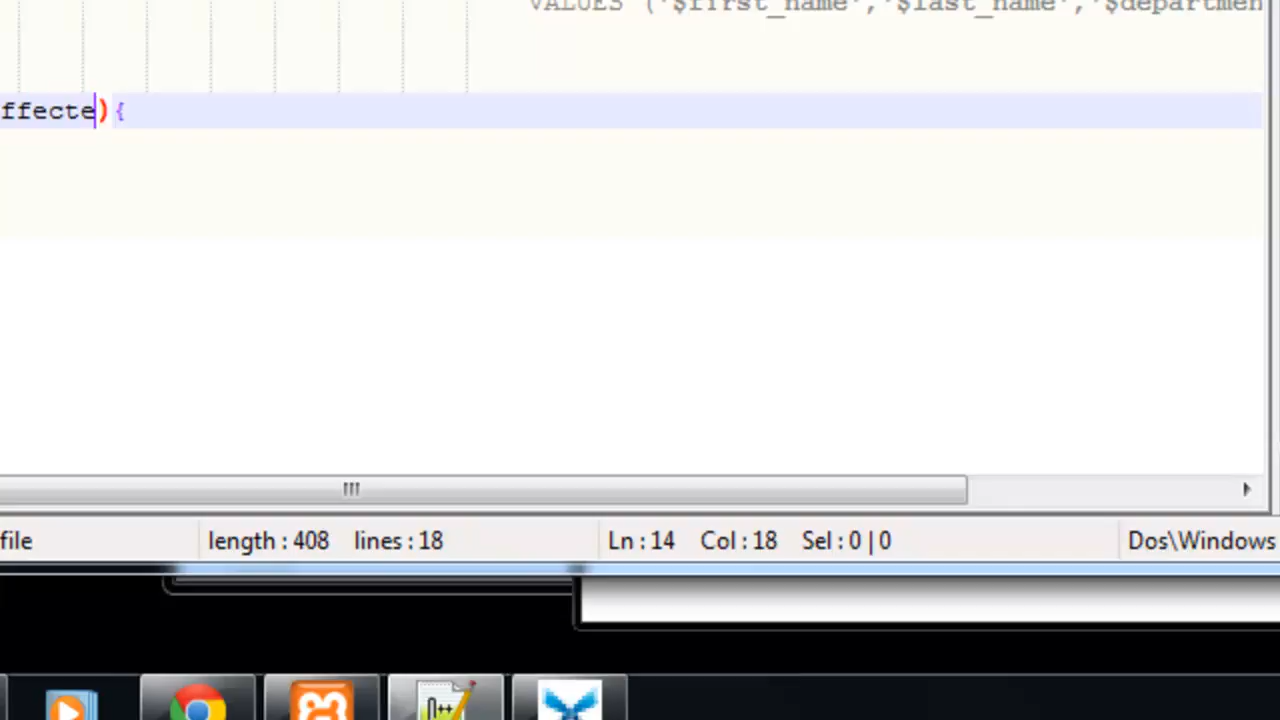 VALUES ('$first_name','$last_name','$departmen
ffecte){
file length : 408 lines : 18 Ln : 14 Col : 18 Sel : 0 | 0 Dos\Windows